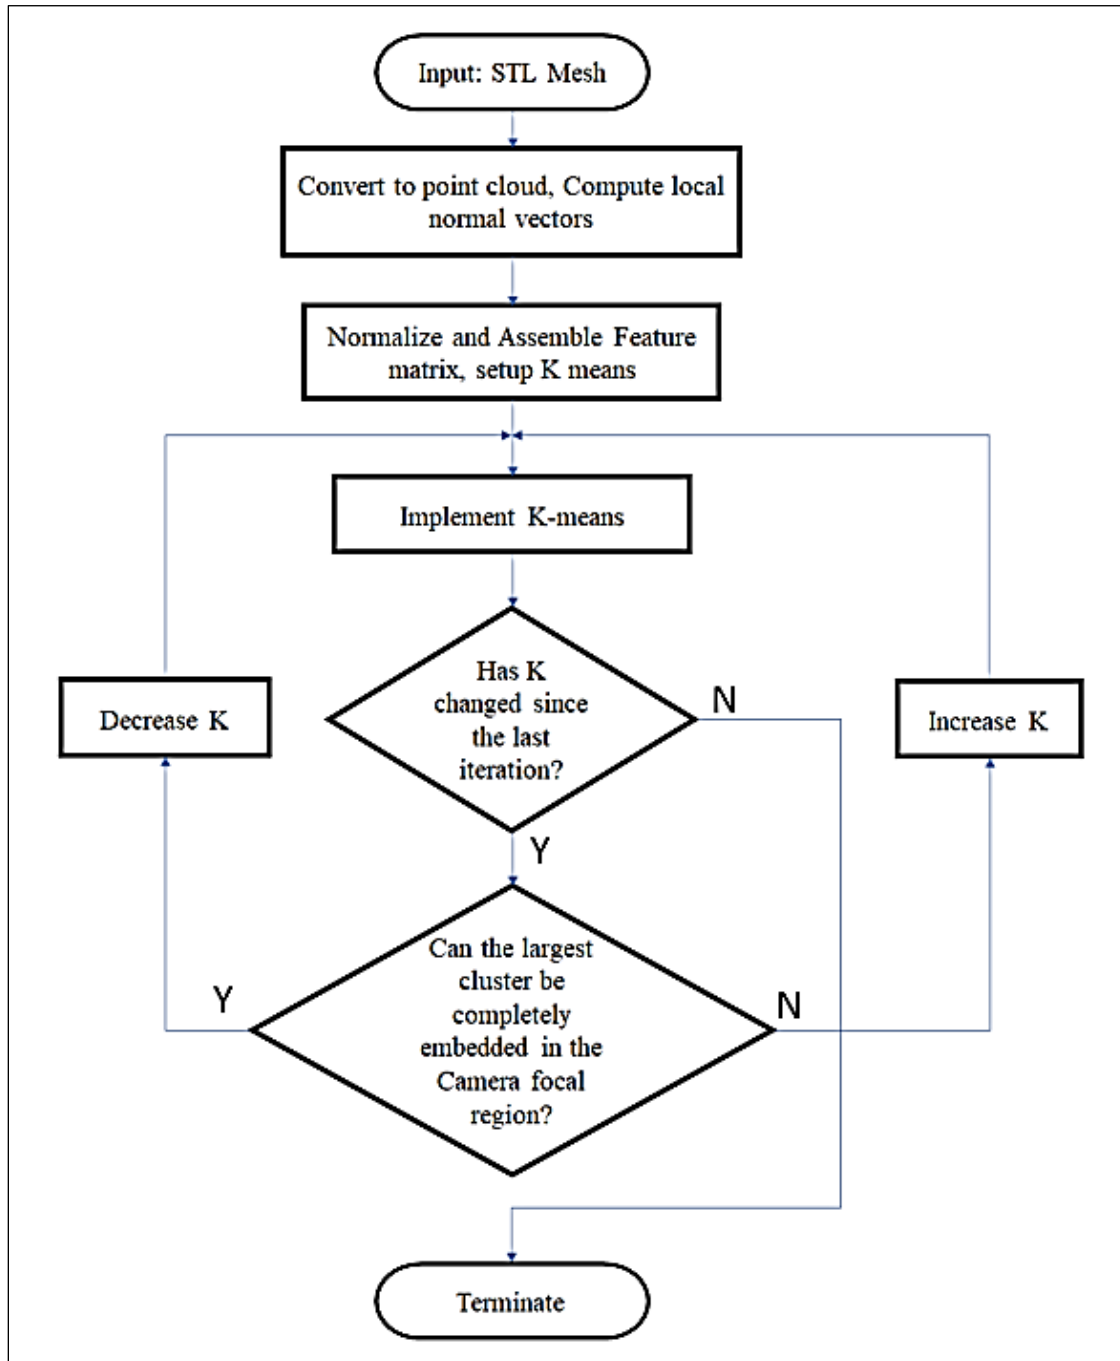 Input: STL Mesh
Convert to point cloud, Compute local
normal vectors
Normalize and Assemble Feature
matrix, setup K means
Implement K-means
Has K
changed since
the last
iteration?
N
Decrease K
Increase K
Y
Can the largest
cluster be
completely
embedded in the
Camera focal
region?
Y
N
Terminate